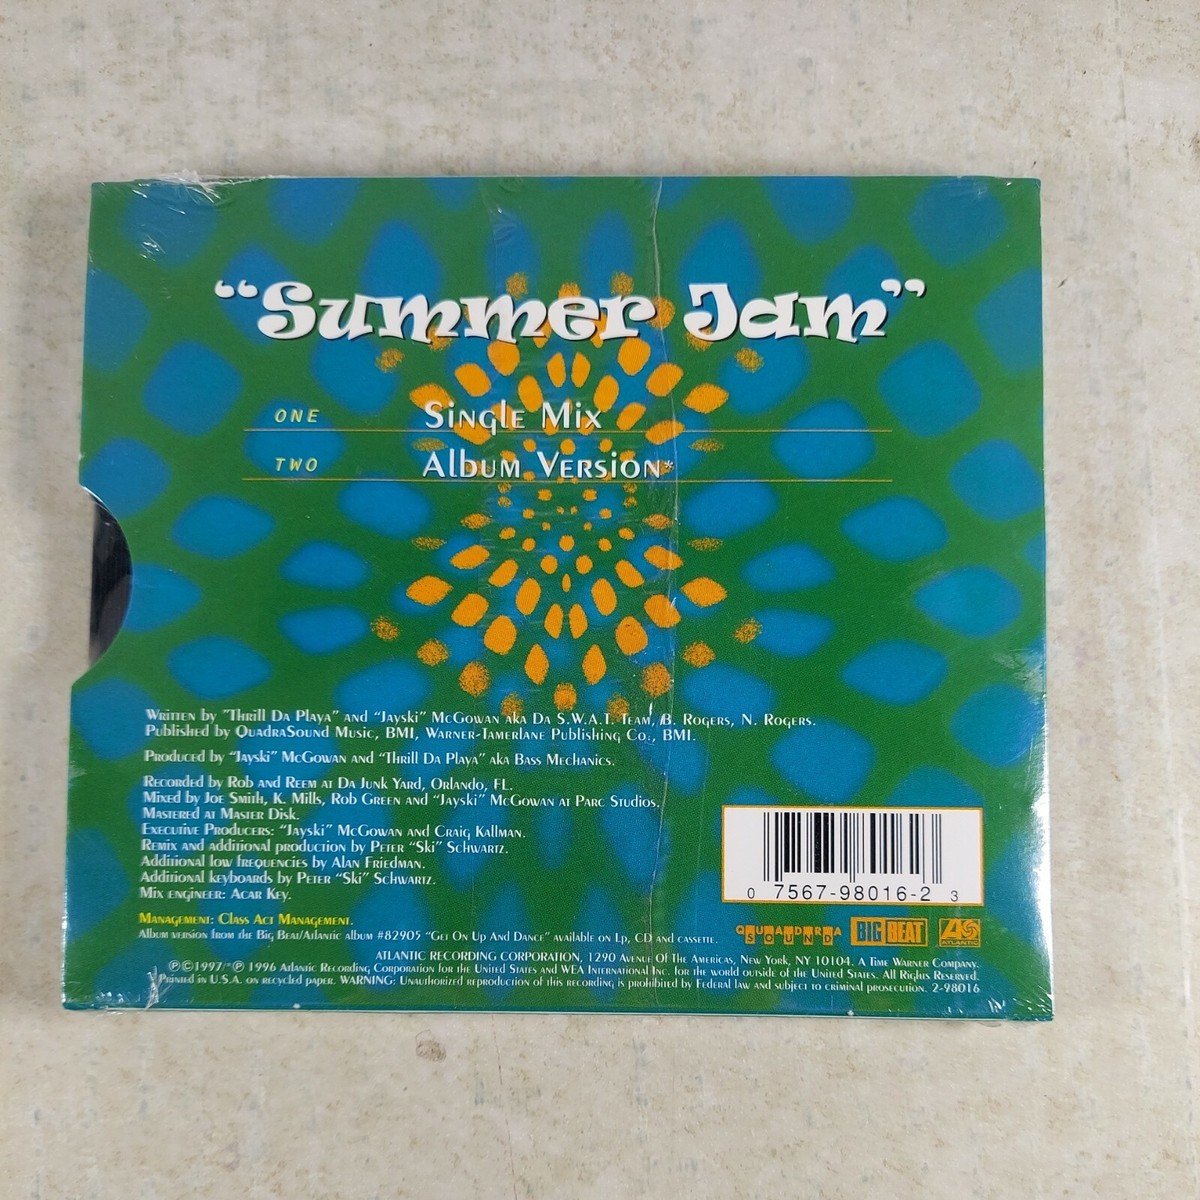 “Summer Jam”
ONE Single Mix
TWO Album Version*
Written by "Thrill Da Playa" and "Jayski" McGowan aka Da S.W.A.T. Team, B. Rogers, N. Rogers.
Published by QuadraSound Music, BMI, Warner-Tamerlane Publishing Co., BMI.
Produced by "Jayski" McGowan and "Thrill Da Playa" aka Bass Mechanics.
Recorded by Rob and Reem at Da Junk Yard, Orlando, FL.
Mixed by Joe Smith, K. Mills, Rob Green and "Jayski" McGowan at Parc Studios.
Mastered at Master Disk.
Executive Producers: "Jayski" McGowan and Craig Kallman.
Remix and additional production by Peter "Ski" Schwartz.
Additional low frequencies by Alan Friedman.
Additional keyboards by Peter "Ski" Schwartz.
Mix engineer: Acar Key.
0 7567-98016-2 3
Management: Class Act Management.
Album version from the Big Beat/Atlantic album #82905 "Get On Up And Dance" available on Lp, CD and cassette.
QUADRA SOUND
BIG BEAT
ATLANTIC
ATLANTIC RECORDING CORPORATION, 1290 Avenue Of The Americas, New York, NY 10104. A Time Warner Company.
℗©1997/*℗ 1996 Atlantic Recording Corporation for the United States and WEA International Inc. for the world outside of the United States. All Rights Reserved.
Printed in U.S.A. on recycled paper. WARNING: Unauthorized reproduction of this recording is prohibited by Federal law and subject to criminal prosecution. 2-98016